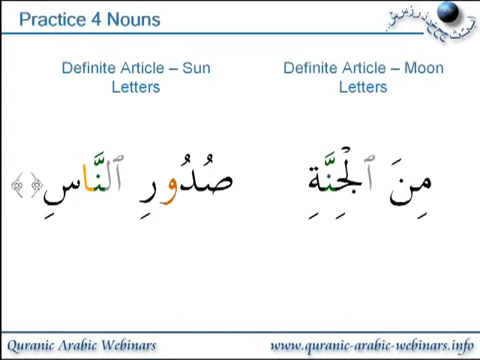 Practice 4 Nouns
Definite Article – Sun Letters
Definite Article – Moon Letters
مِنَ ٱلْجِنَّةِ
صُدُورِ ٱلنَّاسِ
Quranic Arabic Webinars
www.quranic-arabic-webinars.info